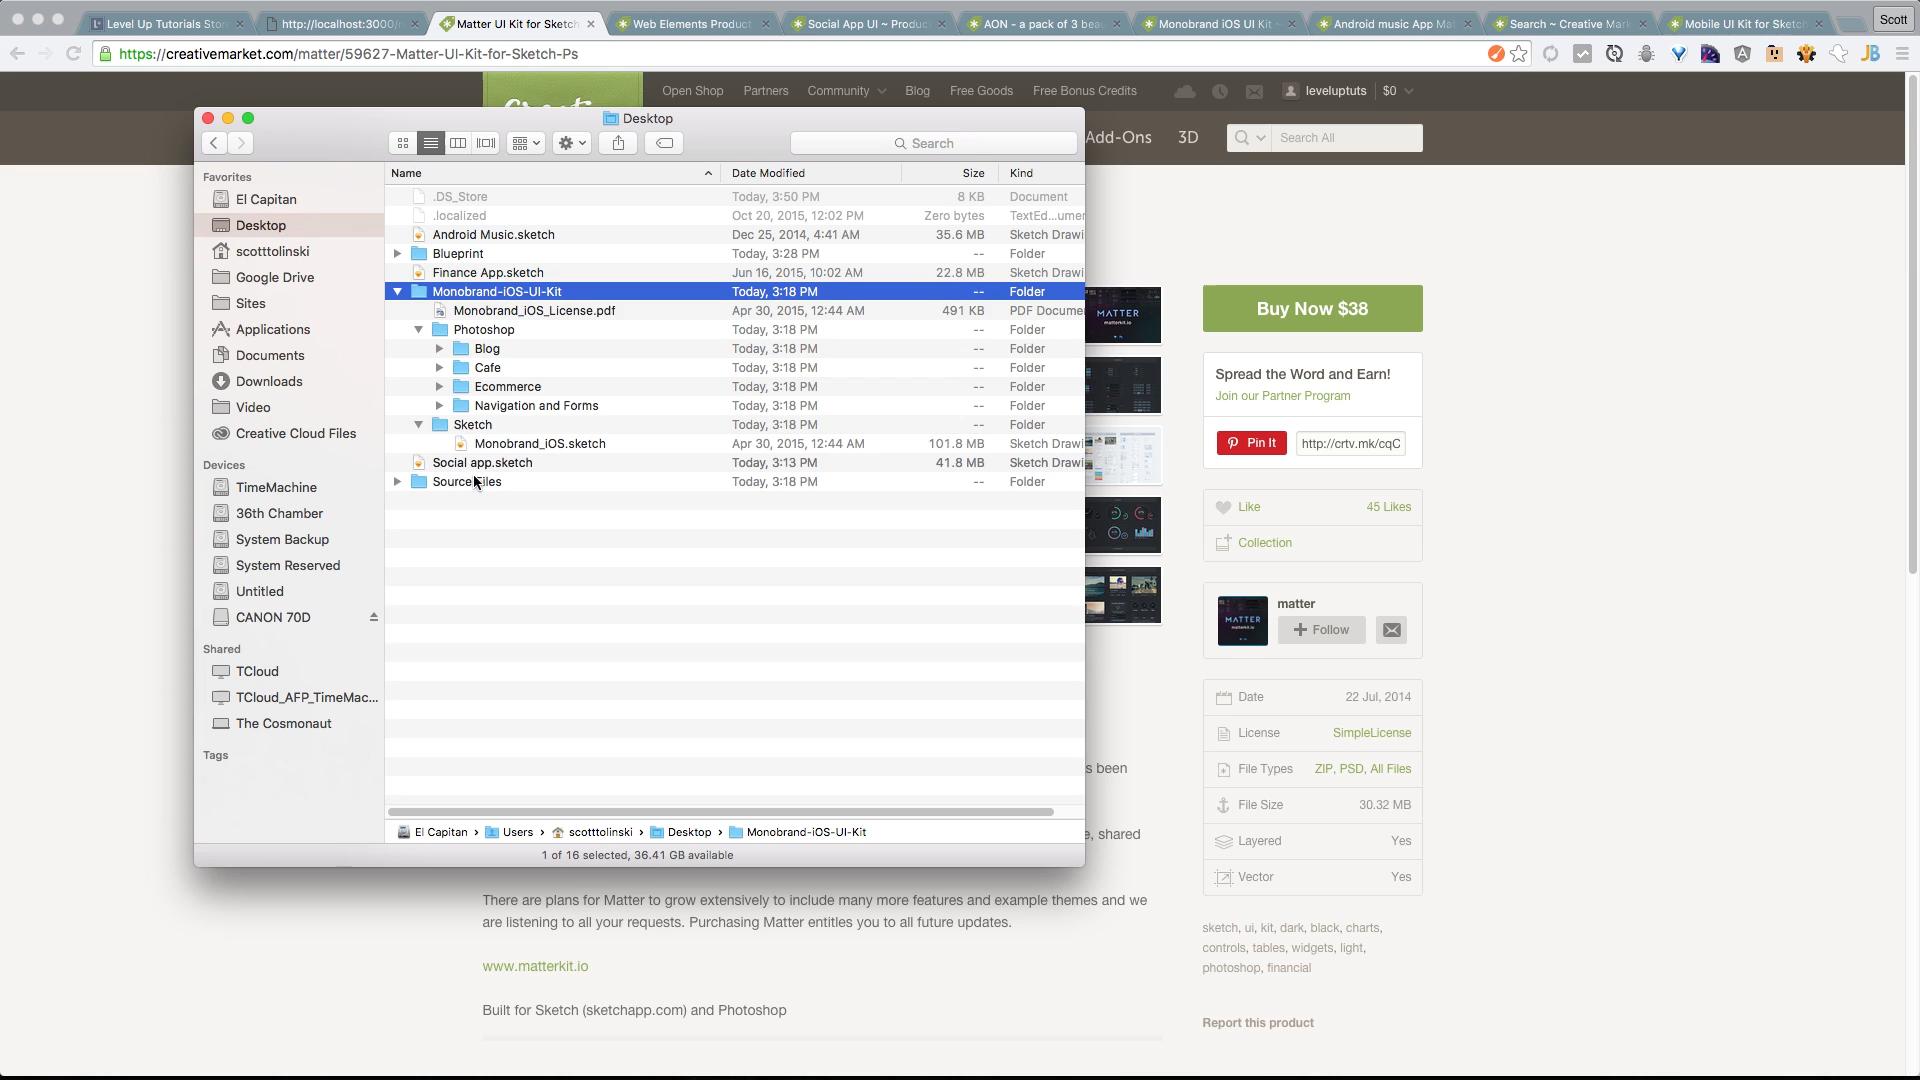 Level Up Tutorials Sto
http://localhost:3000/
Matter UI Kit for Sketch
Web Elements Product
Social App UI ~ Produc
AON - a pack of 3 bea
Monobrand iOS UI Kit
Android music App Ma
Search ~ Creative Mark
Mobile UI Kit for Sketch
Scott
https://creativemarket.com/matter/59627-Matter-UI-Kit-for-Sketch-Ps
JB
Open Shop
Partners
Community
Blog
Free Goods
Free Bonus Credits
leveluptuts
$0
Add-Ons
3D
Search All
Desktop
Search
Favorites
El Capitan
Desktop
scotttolinski
Google Drive
Sites
Applications
Documents
Downloads
Video
Creative Cloud Files
Devices
TimeMachine
36th Chamber
System Backup
System Reserved
Untitled
CANON 70D
Shared
TCloud
TCloud_AFP_TimeMac...
The Cosmonaut
Tags
Name Date Modified Size Kind
.DS_Store Today, 3:50 PM 8 KB Document
.localized Oct 20, 2015, 12:02 PM Zero bytes TextEd...umen
Android Music.sketch Dec 25, 2014, 4:41 AM 35.6 MB Sketch Drawi
Blueprint Today, 3:28 PM -- Folder
Finance App.sketch Jun 16, 2015, 10:02 AM 22.8 MB Sketch Drawi
Monobrand-iOS-UI-Kit Today, 3:18 PM -- Folder
Monobrand_iOS_License.pdf Apr 30, 2015, 12:44 AM 491 KB PDF Docume
Photoshop Today, 3:18 PM -- Folder
Blog Today, 3:18 PM -- Folder
Cafe Today, 3:18 PM -- Folder
Ecommerce Today, 3:18 PM -- Folder
Navigation and Forms Today, 3:18 PM -- Folder
Sketch Today, 3:18 PM -- Folder
Monobrand_iOS.sketch Apr 30, 2015, 12:44 AM 101.8 MB Sketch Drawi
Social app.sketch Today, 3:13 PM 41.8 MB Sketch Drawi
Source Files Today, 3:18 PM -- Folder
El Capitan › Users › scotttolinski › Desktop › Monobrand-iOS-UI-Kit
1 of 16 selected, 36.41 GB available
MATTER
matterkit.io
Buy Now $38
Spread the Word and Earn!
Join our Partner Program
Pin It
http://crtv.mk/cqC
Like 45 Likes
Collection
MATTER
matterkit.io
matter
Follow
Date 22 Jul, 2014
License SimpleLicense
File Types ZIP, PSD, All Files
File Size 30.32 MB
Layered Yes
Vector Yes
s been
e, shared
There are plans for Matter to grow extensively to include many more features and example themes and we
are listening to all your requests. Purchasing Matter entitles you to all future updates.
www.matterkit.io
Built for Sketch (sketchapp.com) and Photoshop
sketch, ui, kit, dark, black, charts,
controls, tables, widgets, light,
photoshop, financial
Report this product